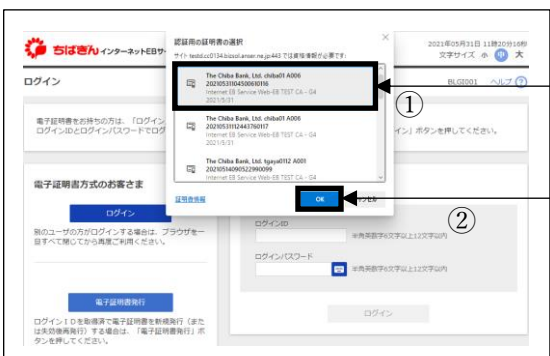 ちばぎん インターネットEBサー
2021年05月31日 11時20分16秒
文字サイズ 小 中 大
ログイン
BLGI001 ヘルプ ?
認証用の証明書の選択
サイト testd.cc0134.bizsol.anser.ne.jp:443 では資格情報が必要です:
The Chiba Bank, Ltd. chiba01 A006
20210531104500610116
Internet EB Service Web-EB TEST CA - G4
2021/5/31
①
The Chiba Bank, Ltd. chiba01 A006
20210531112443760117
Internet EB Service Web-EB TEST CA - G4
2021/5/31
The Chiba Bank, Ltd. tgaya0112 A001
20210514090522990099
Internet EB Service Web-EB TEST CA - G4
証明書情報
OK
ャンセル
②
電子証明書をお持ちの方は、「ログイン
ログインIDとログインパスワードでログ
イン」ボタンを押してください。
電子証明書方式のお客さま
ログイン
別のユーザの方がログインする場合は、ブラウザを一
旦すべて閉じてから再度ご利用ください。
電子証明書発行
ログインＩＤを取得済で電子証明書を新規発行（また
は失効後再発行）する場合は、「電子証明書発行」ボ
タンを押してください。
ログインID
半角英数字6文字以上12文字以内
ログインパスワード
半角英数字6文字以上12文字以内
ログイン